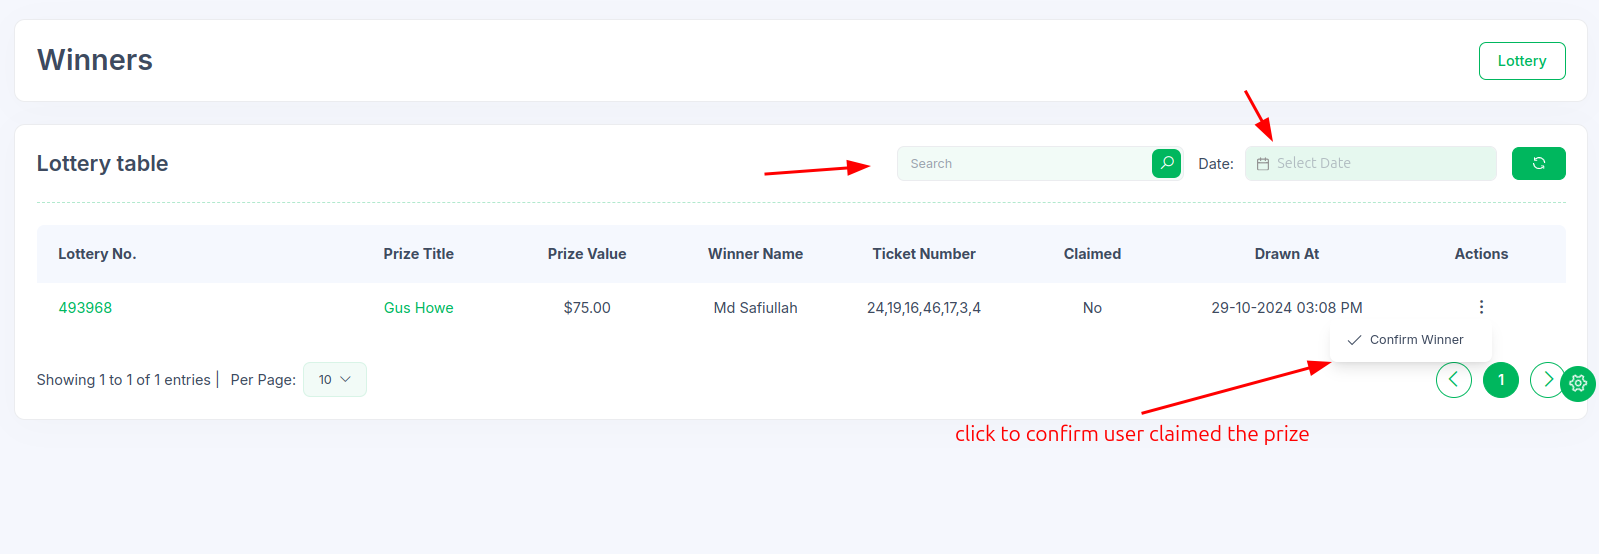 Winners
Lottery
Lottery table
Search
Date:
Select Date
Lottery No. Prize Title Prize Value Winner Name Ticket Number Claimed Drawn At Actions
493968 Gus Howe $75.00 Md Safiullah 24,19,16,46,17,3,4 No 29-10-2024 03:08 PM
Confirm Winner
Showing 1 to 1 of 1 entries | Per Page: 10
1
click to confirm user claimed the prize